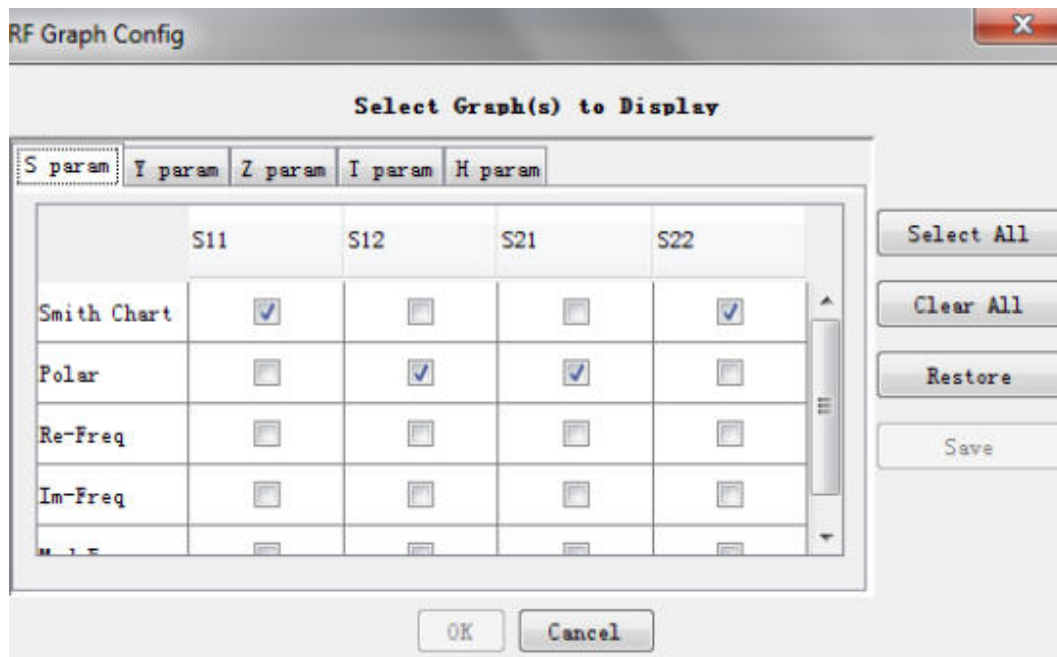 RF Graph Config
Select Graph(s) to Display
S param Y param Z param I param H param
S11 S12 S21 S22
Select All
Smith Chart
Clear All
Polar
Restore
Re-Freq
Save
Im-Freq
OK Cancel